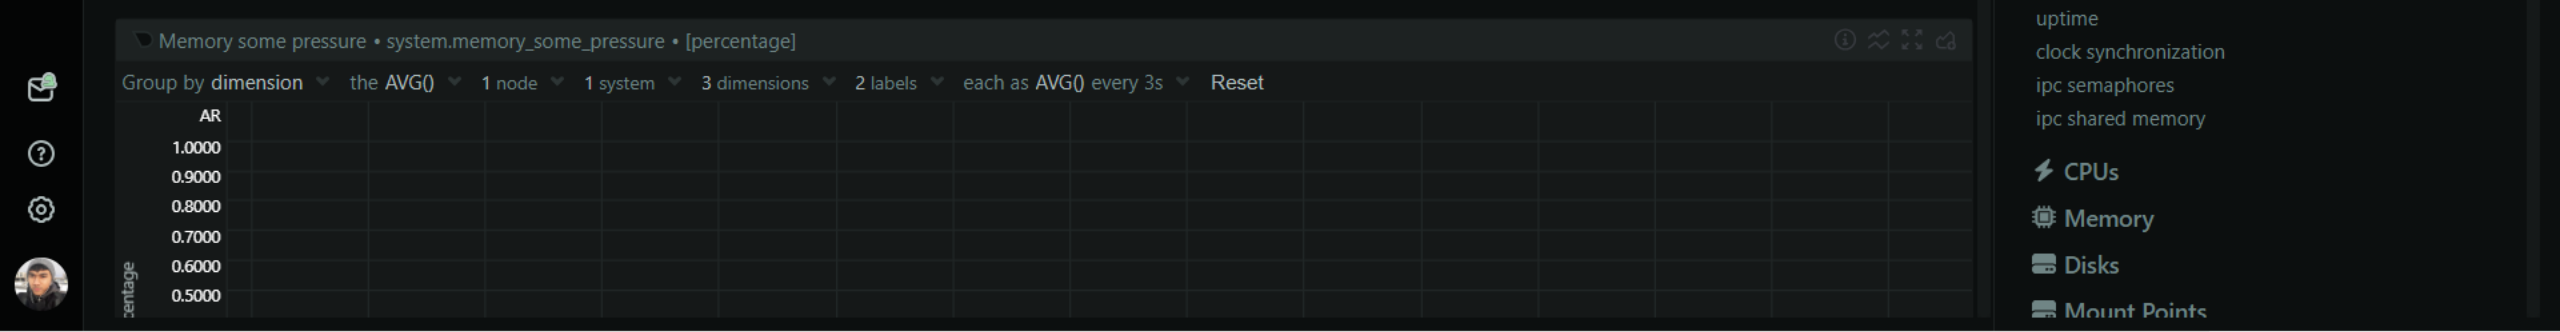 Memory some pressure • system.memory_some_pressure • [percentage]
Group by dimension the AVG() 1 node 1 system 3 dimensions 2 labels each as AVG() every 3s Reset
AR
1.0000
0.9000
0.8000
0.7000
0.6000
0.5000
centage
uptime
clock synchronization
ipc semaphores
ipc shared memory
CPUs
Memory
Disks
Mount Points